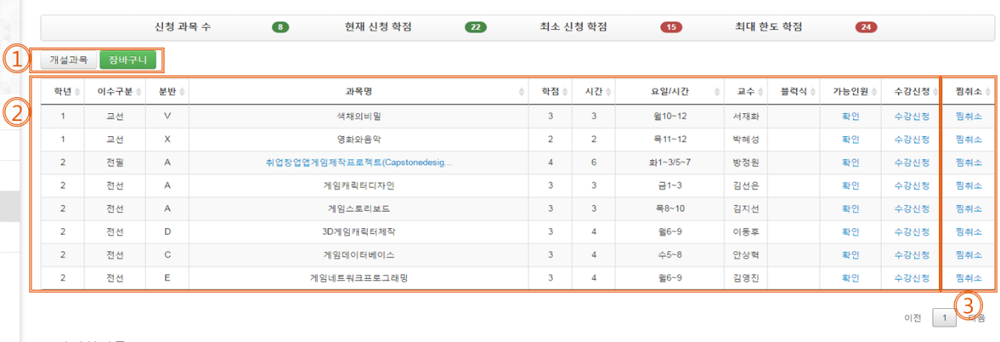 신청 과목 수 8 현재 신청 학점 22 최소 신청 학점 15 최대 한도 학점 24
① 개설과목 장바구니
학년 이수구분 분반 과목명 학점 시간 요일/시간 교수 블럭식 가능인원 수강신청 찜취소
②
1 교선 V 색채의비밀 3 3 월10~12 서재화 확인 수강신청 찜취소
1 교선 X 영화와음악 2 2 목11~12 박혜성 확인 수강신청 찜취소
2 전필 A 취업창업앱게임제작프로젝트(Capstonedesig... 4 6 화1~3/5~7 방정원 확인 수강신청 찜취소
2 전선 A 게임캐릭터디자인 3 3 금1~3 김선은 확인 수강신청 찜취소
2 전선 A 게임스토리보드 3 3 목8~10 김지선 확인 수강신청 찜취소
2 전선 D 3D게임캐릭터제작 3 4 월6~9 이동후 확인 수강신청 찜취소
2 전선 C 게임데이터베이스 3 4 수5~8 안상혁 확인 수강신청 찜취소
2 전선 E 게임네트워크프로그래밍 3 4 월6~9 김영진 확인 수강신청 찜취소
③
이전 1 다음